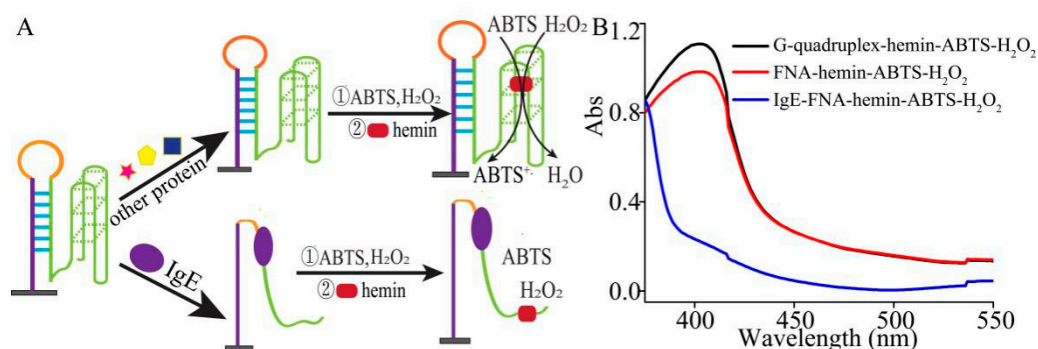 A
other protein
①ABTS,H₂O₂
② hemin
ABTS H₂O₂
ABTS⁺·
H₂O
IgE
①ABTS,H₂O₂
② hemin
ABTS
H₂O₂
B
1.2
0.8
0.4
0.0
Abs
G-quadruplex-hemin-ABTS-H₂O₂
FNA-hemin-ABTS-H₂O₂
IgE-FNA-hemin-ABTS-H₂O₂
400 450 500 550
Wavelength (nm)